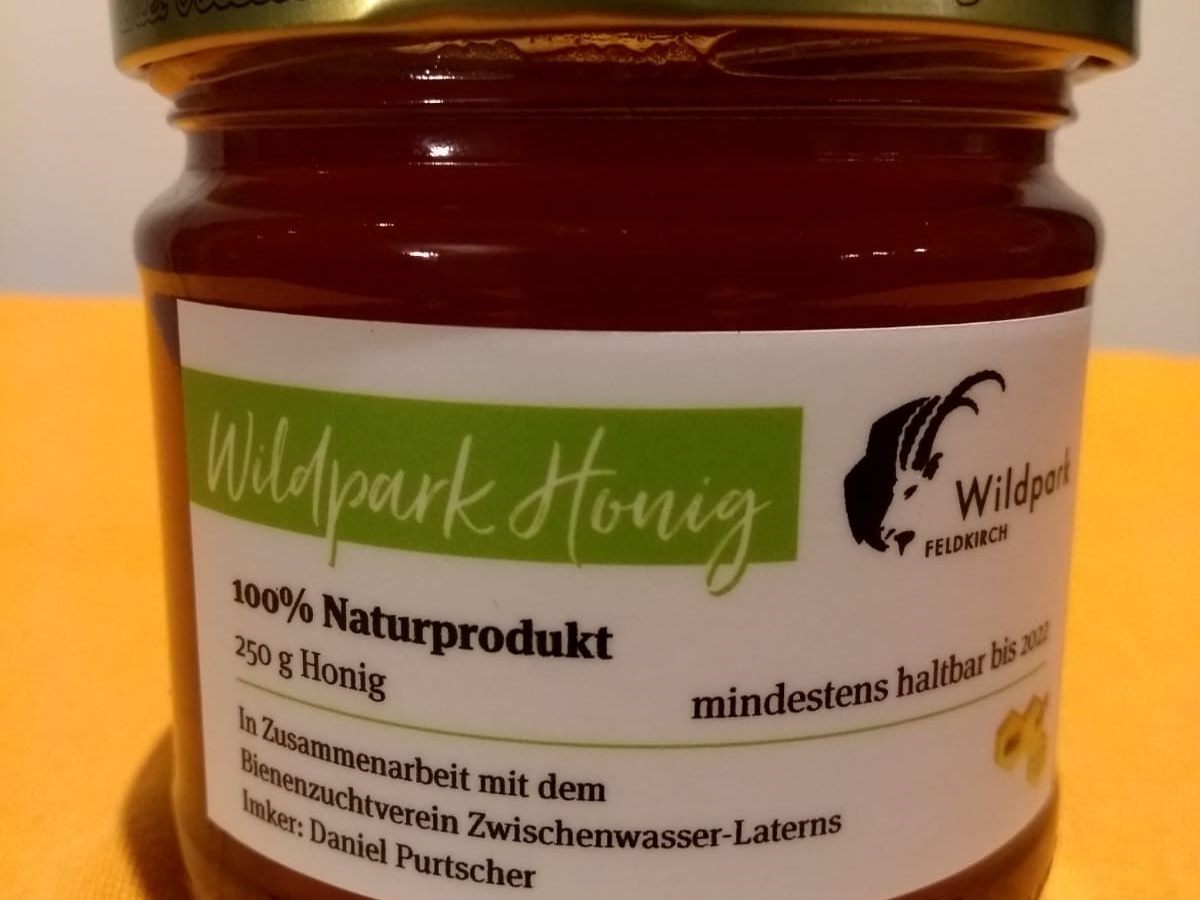 Wildpark Honig
Wildpark
FELDKIRCH
100% Naturprodukt
250 g Honig
mindestens haltbar bis 2022
In Zusammenarbeit mit dem
Bienenzuchtverein Zwischenwasser-Laterns
Imker: Daniel Purtscher